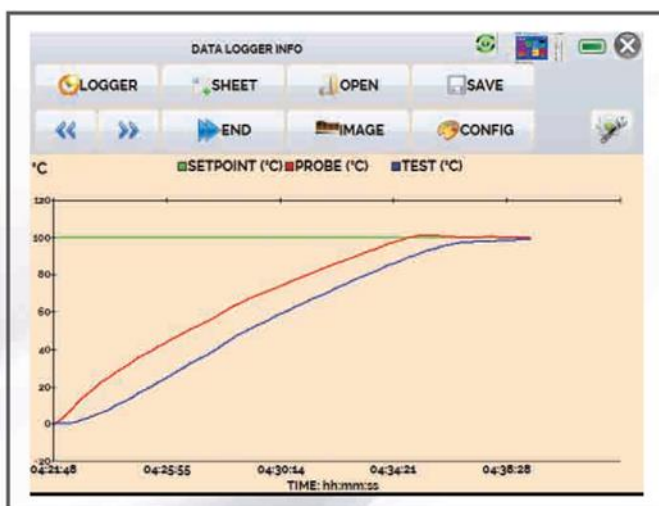 DATA LOGGER INFO
LOGGER SHEET OPEN SAVE
END IMAGE CONFIG
°C SETPOINT (°C) PROBE (°C) TEST (°C)
120
100
80
60
40
20
0
-20
04:21:48 04:25:55 04:30:14 04:34:21 04:38:28
TIME: hh:mm:ss